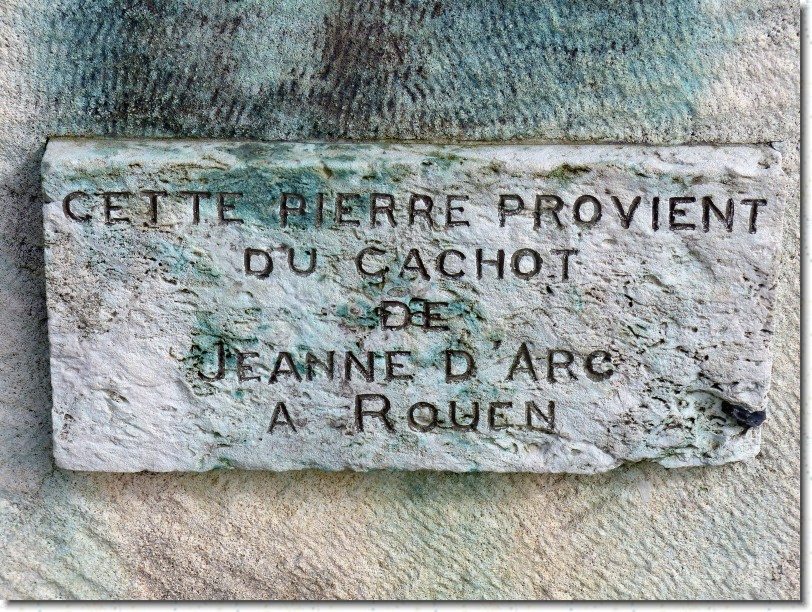 CETTE PIERRE PROVIENT
DU CACHOT
DE
JEANNE D ARC
A ROUEN